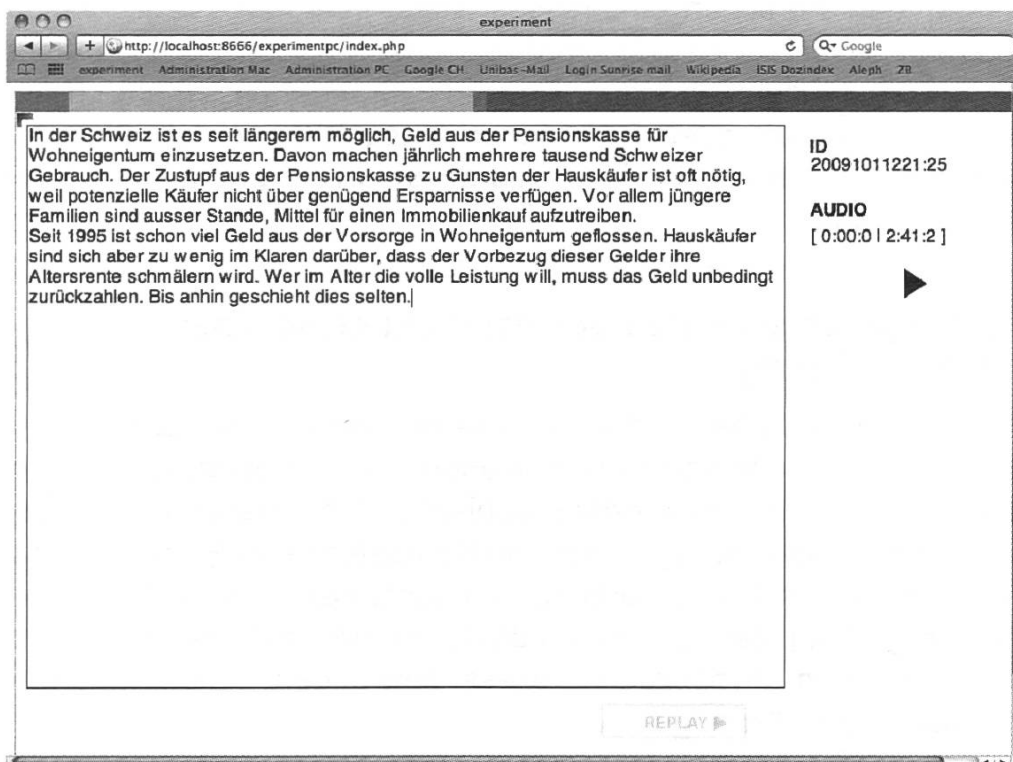 experiment
+ http://localhost:8666/experimentpc/index.php
Google
experiment Administration Mac Administration PC Google CH Unibas-Mail Login Sunrise mail Wikipedia ISIS Dozindex Aleph ZB
In der Schweiz ist es seit längerem möglich, Geld aus der Pensionskasse für
Wohneigentum einzusetzen. Davon machen jährlich mehrere tausend Schweizer
Gebrauch. Der Zustupf aus der Pensionskasse zu Gunsten der Hauskäufer ist oft nötig,
weil potenzielle Käufer nicht über genügend Ersparnisse verfügen. Vor allem jüngere
Familien sind ausser Stande, Mittel für einen Immobilienkauf aufzutreiben.
Seit 1995 ist schon viel Geld aus der Vorsorge in Wohneigentum geflossen. Hauskäufer
sind sich aber zu wenig im Klaren darüber, dass der Vorbezug dieser Gelder ihre
Altersrente schmälern wird. Wer im Alter die volle Leistung will, muss das Geld unbedingt
zurückzahlen. Bis anhin geschieht dies selten.
ID
20091011221:25
AUDIO
[ 0:00:0 | 2:41:2 ]
REPLAY